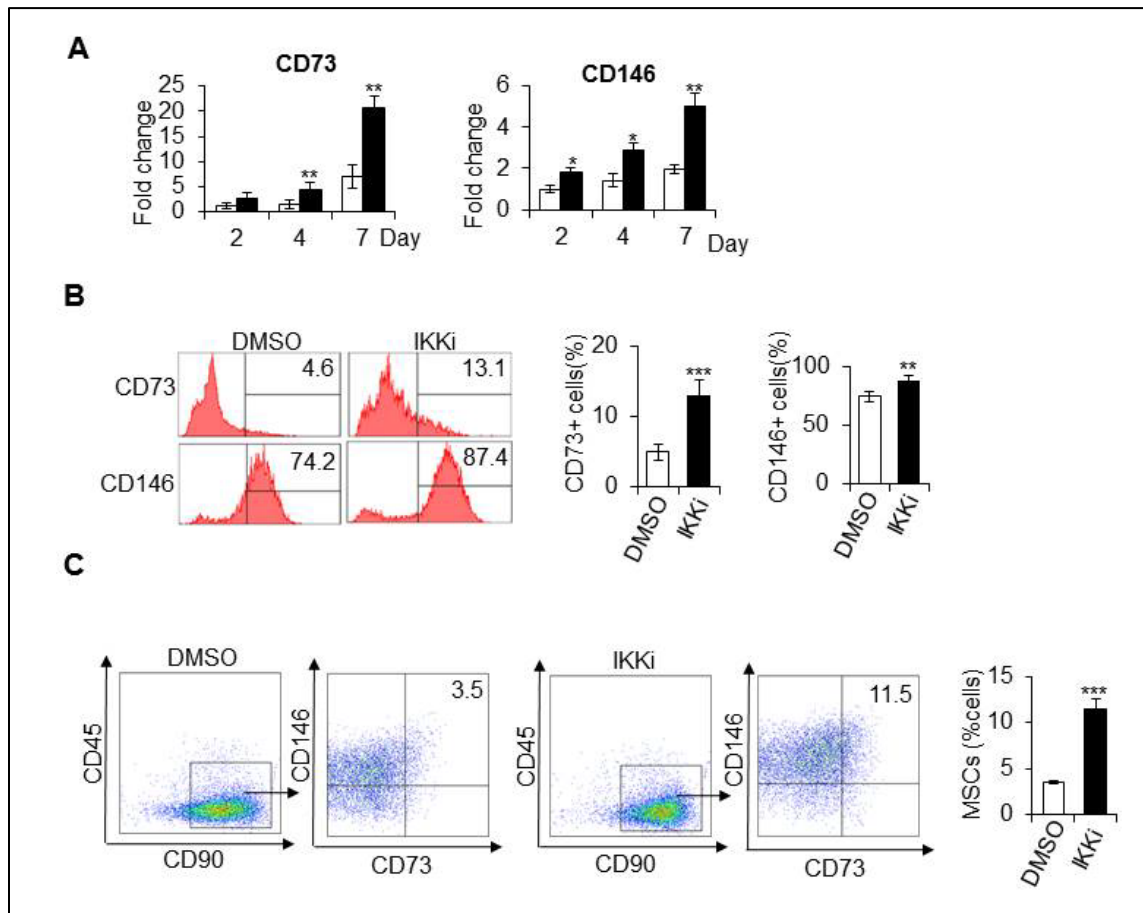 A
CD73
CD146
Fold change
25
20
15
10
5
0
**
**
2 4 7 Day
Fold change
6
4
2
0
*
*
**
2 4 7 Day
B
DMSO IKKi
CD73 4.6 13.1
CD146 74.2 87.4
CD73+ cells(%)
20
10
0
***
DMSO IKKi
CD146+ cells(%)
100
50
0
**
DMSO IKKi
C
DMSO
CD45
CD90
CD146
3.5
CD73
IKKi
CD45
CD90
CD146
11.5
CD73
MSCs (%cells)
15
10
5
0
***
DMSO IKKi